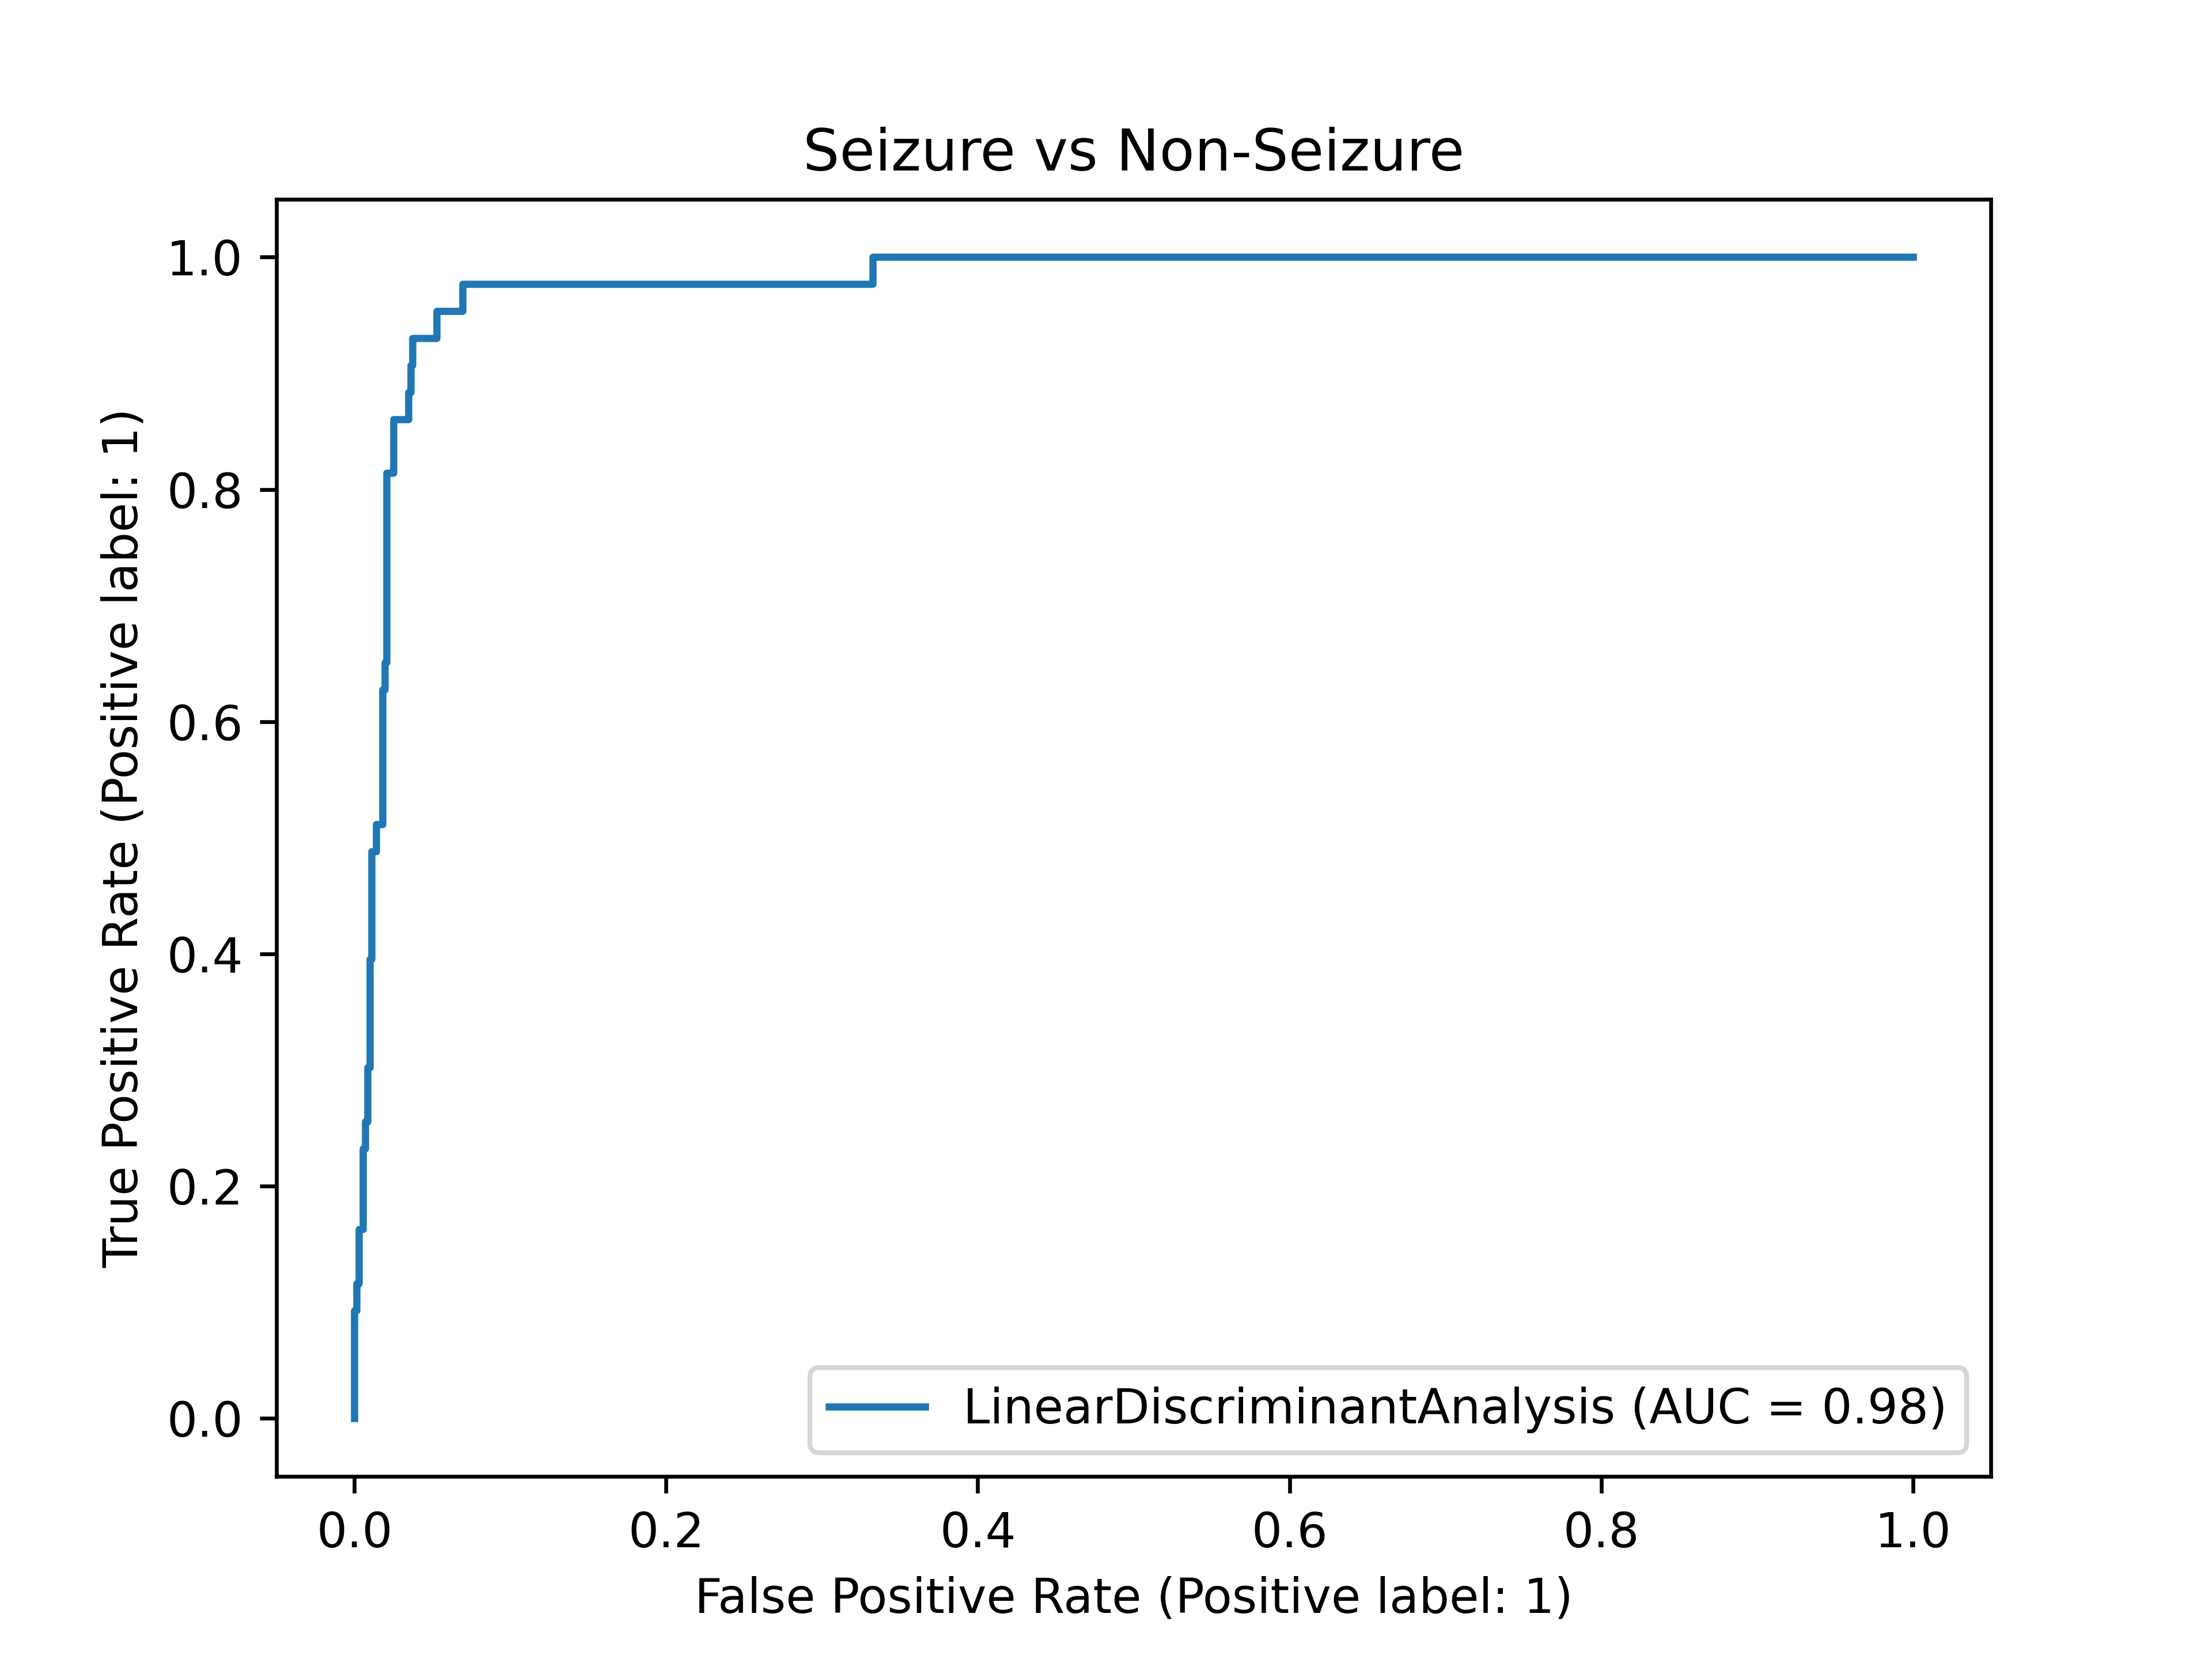 Seizure vs Non-Seizure
1.0
0.8
0.6
0.4
0.2
0.0
True Positive Rate (Positive label: 1)
LinearDiscriminantAnalysis (AUC = 0.98)
0.0 0.2 0.4 0.6 0.8 1.0
False Positive Rate (Positive label: 1)